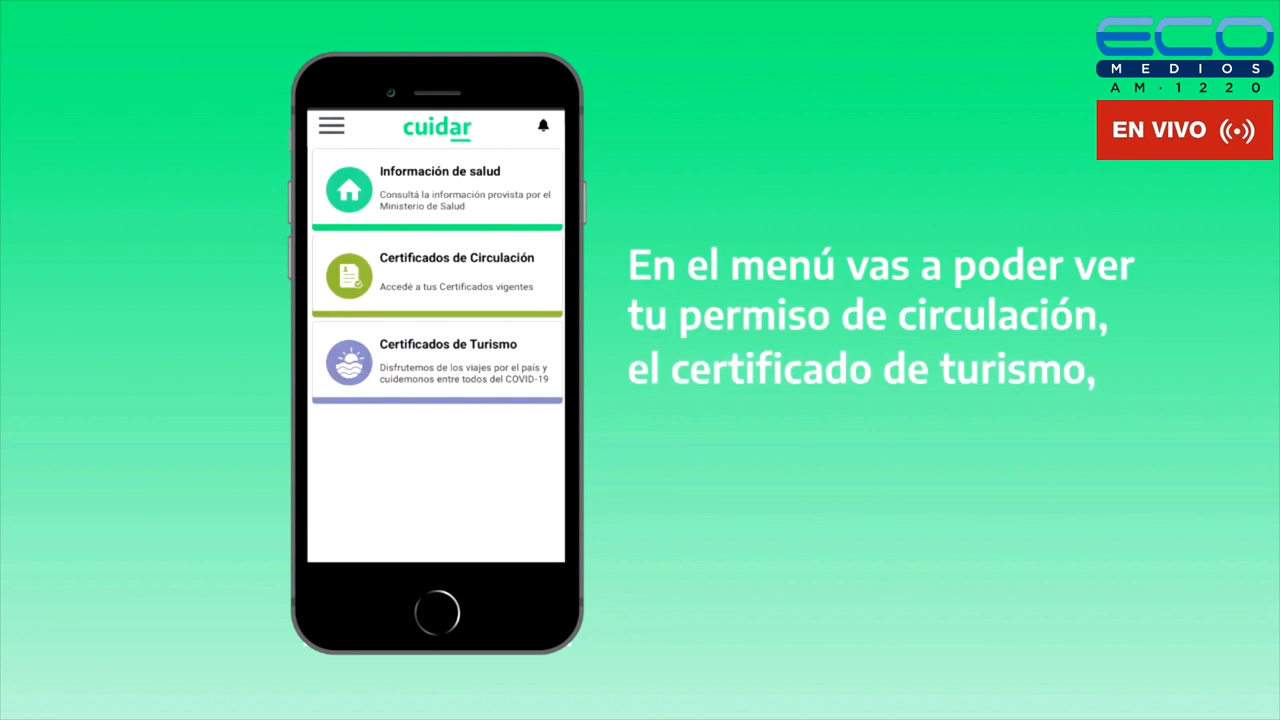 ECO
MEDIOS
AM·1220
EN VIVO
cuidar
Información de salud
Consultá la información provista por el
Ministerio de Salud
Certificados de Circulación
Accedé a tus Certificados vigentes
Certificados de Turismo
Disfrutemos de los viajes por el país y
cuidemonos entre todos del COVID-19
En el menú vas a poder ver
tu permiso de circulación,
el certificado de turismo,